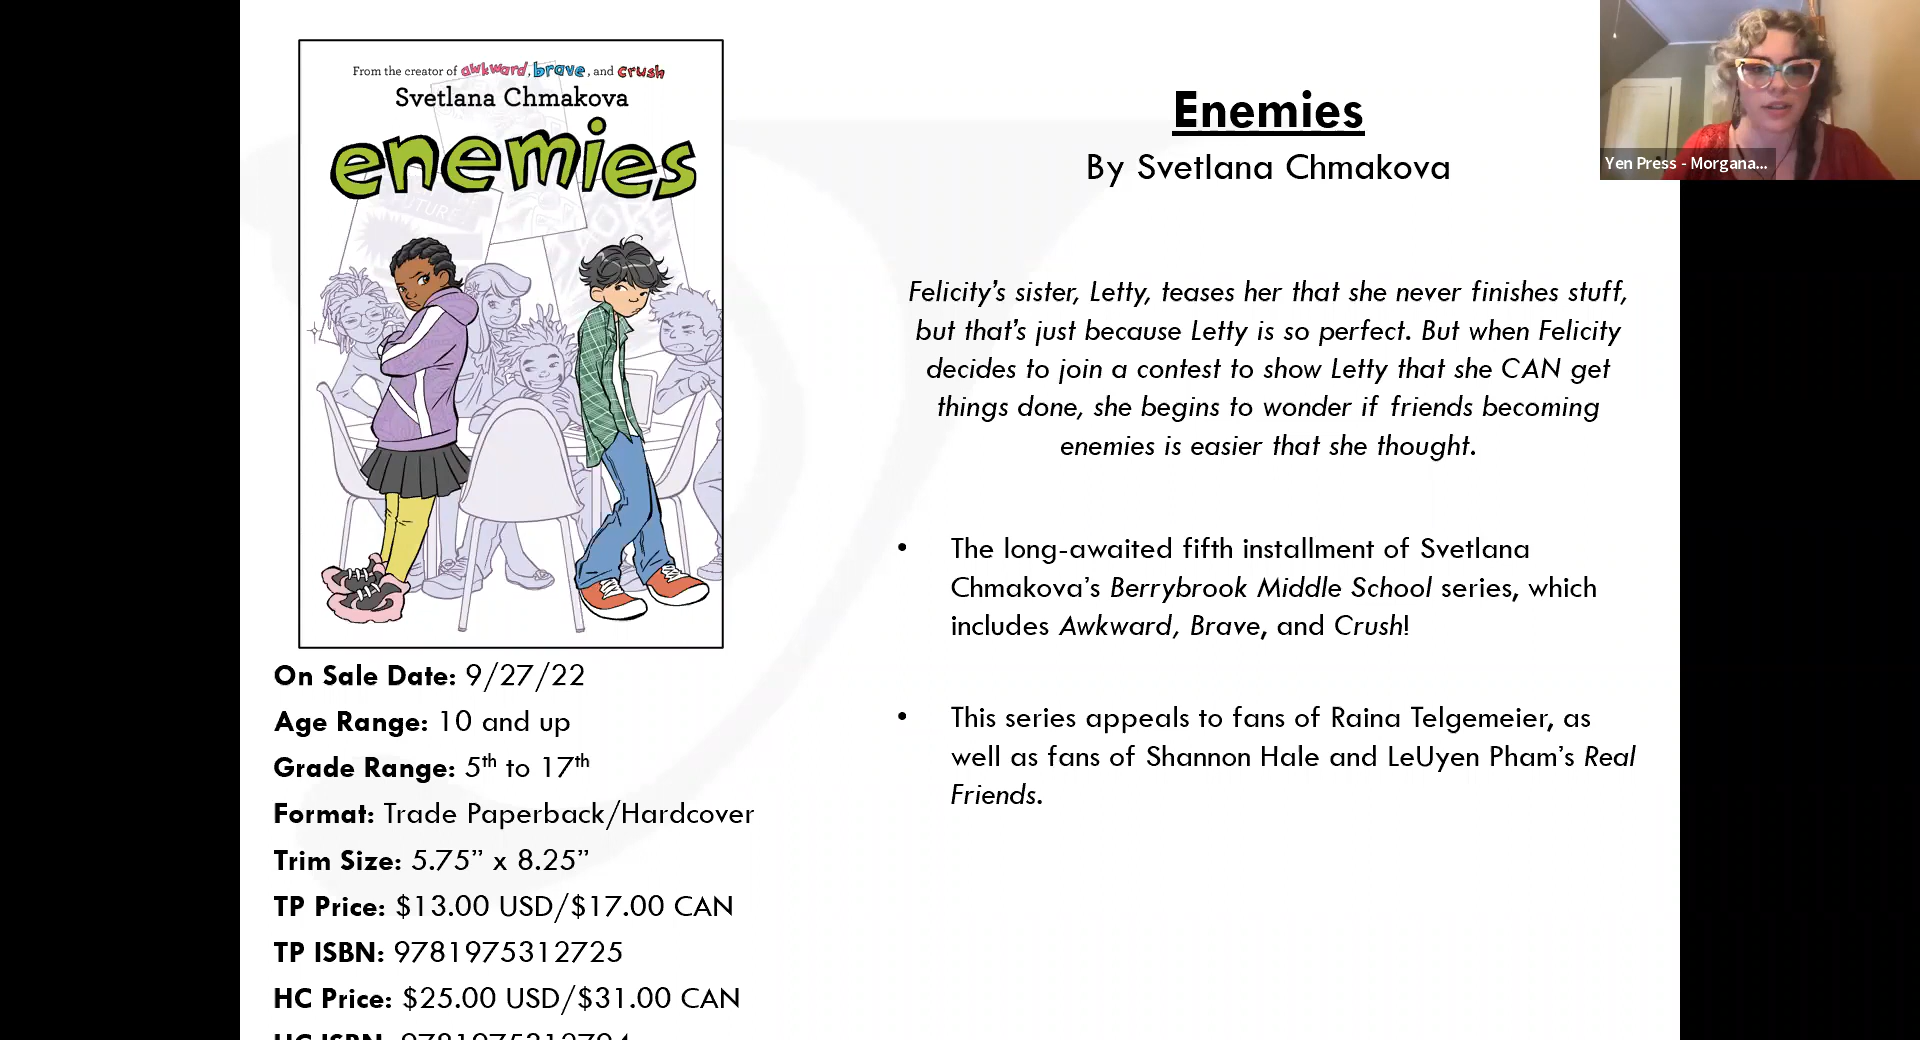 From the creator of awkward, brave, and crush
Svetlana Chmakova
enemies
FUTURE!
On Sale Date: 9/27/22
Age Range: 10 and up
Grade Range: 5th to 17th
Format: Trade Paperback/Hardcover
Trim Size: 5.75” x 8.25”
TP Price: $13.00 USD/$17.00 CAN
TP ISBN: 9781975312725
HC Price: $25.00 USD/$31.00 CAN
HC ISBN:
Enemies
By Svetlana Chmakova
Felicity’s sister, Letty, teases her that she never finishes stuff,
but that’s just because Letty is so perfect. But when Felicity
decides to join a contest to show Letty that she CAN get
things done, she begins to wonder if friends becoming
enemies is easier that she thought.
• The long-awaited fifth installment of Svetlana
Chmakova’s Berrybrook Middle School series, which
includes Awkward, Brave, and Crush!
• This series appeals to fans of Raina Telgemeier, as
well as fans of Shannon Hale and LeUyen Pham’s Real
Friends.
Yen Press - Morgana...